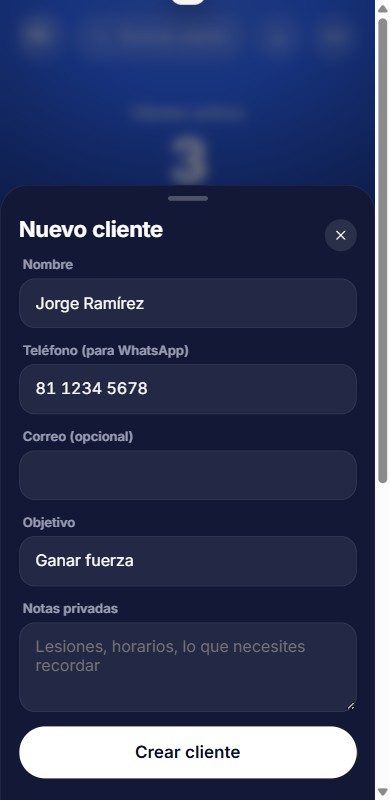 3
Nuevo cliente
Nombre
Jorge Ramírez
Teléfono (para WhatsApp)
81 1234 5678
Correo (opcional)
Objetivo
Ganar fuerza
Notas privadas
Lesiones, horarios, lo que necesites
recordar
Crear cliente